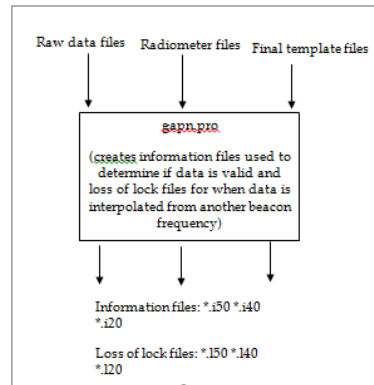 Raw data files Radiometer files Final template files
gapn.pro
(creates information files used to
determine if data is valid and
loss of lock files for when data is
interpolated from another beacon
frequency)
Information files: *.i50 *.i40
*.i20
Loss of lock files: *.l50 *.l40
*.l20